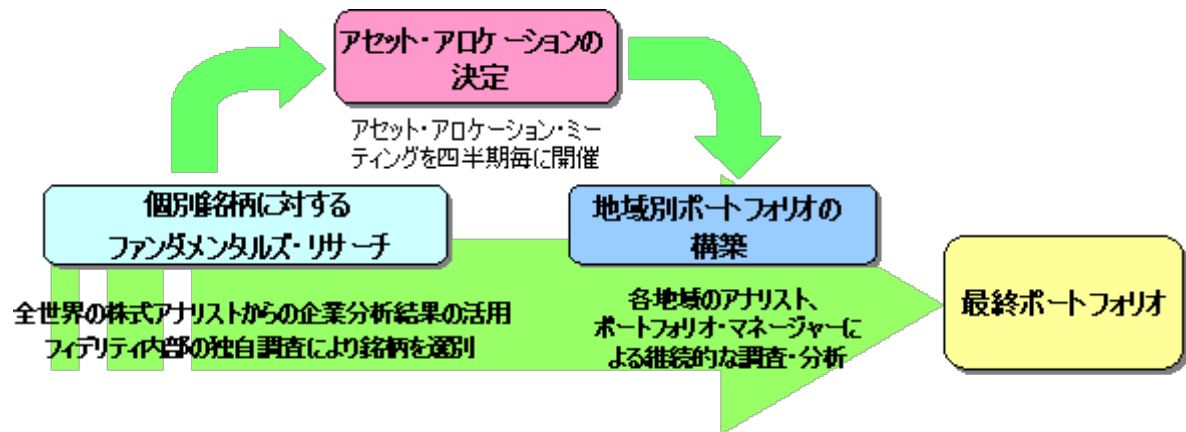 アセット・アロケーションの
決定
アセット・アロケーション・ミー
ティングを四半期毎に開催
個別銘柄に対する
ファンダメンタルズ・リサーチ
地域別ポートフォリオの
構築
全世界の株式アナリストからの企業分析結果の活用
フィデリティ内部の独自調査により銘柄を選別
各地域のアナリスト、
ポートフォリオ・マネージャーに
よる継続的な調査・分析
最終ポートフォリオ